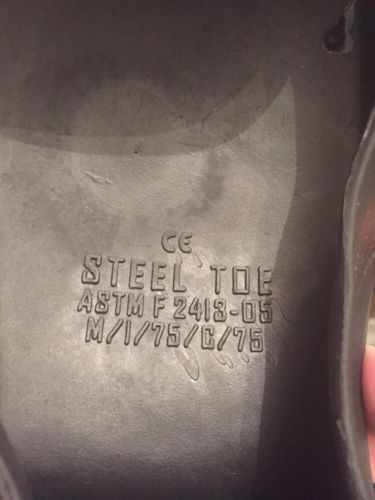 CE
STEEL TOE
ASTM F 2413-05
M/I/75/C/75